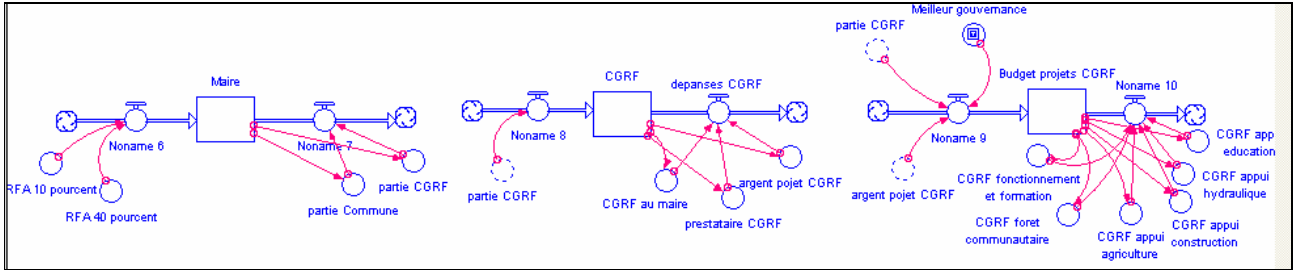 Maire
Noname 6
Noname 7
RFA 10 pourcent
RFA 40 pourcent
partie CGRF
partie Commune
CGRF
depanses CGRF
Noname 8
partie CGRF
CGRF au maire
argent pojet CGRF
prestataire CGRF
Meilleur gouvernance
partie CGRF
Budget projets CGRF
Noname 10
Noname 9
argent pojet CGRF
CGRF fonctionnement
et formation
CGRF foret
communautaire
CGRF appui
agriculture
CGRF appui
construction
CGRF appui
hydraulique
CGRF app
education